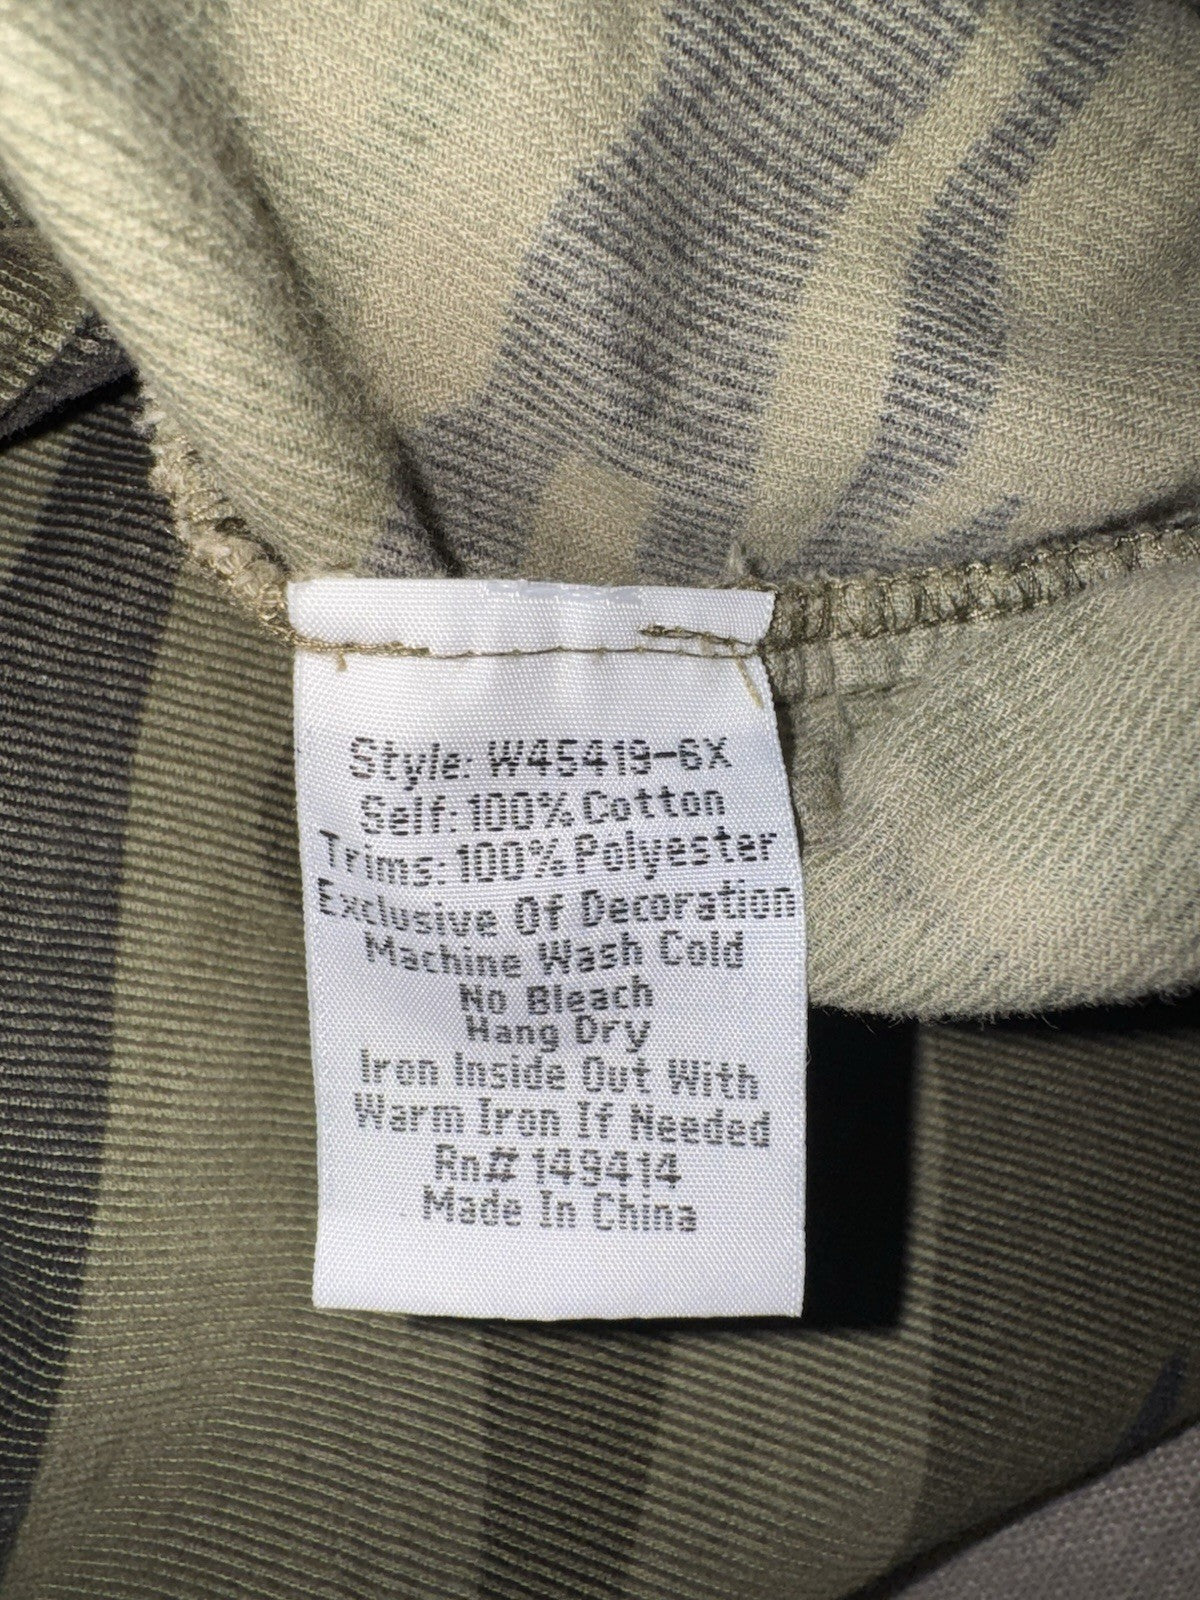 Style: W45419-6X
Self: 100% Cotton
Trims: 100% Polyester
Exclusive Of Decoration
Machine Wash Cold
No Bleach
Hang Dry
Iron Inside Out With
Warm Iron If Needed
Rn# 149414
Made In China